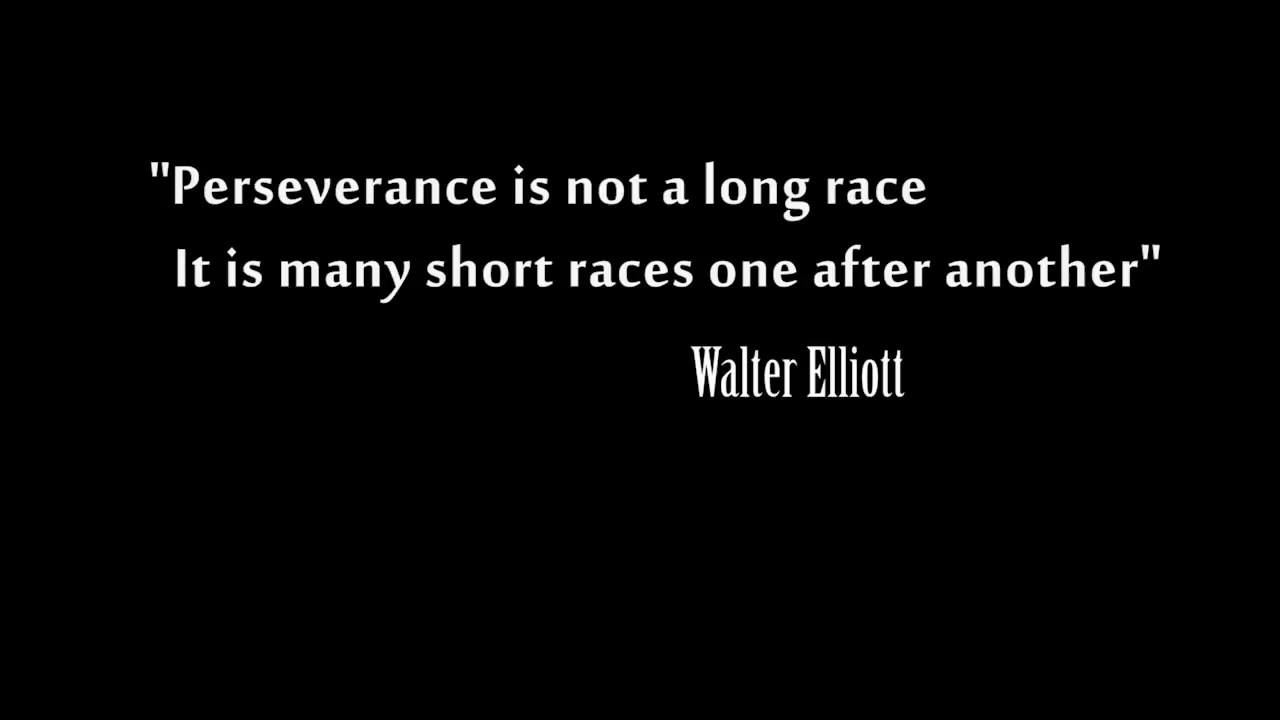 "Perseverance is not a long race
It is many short races one after another"
Walter Elliott